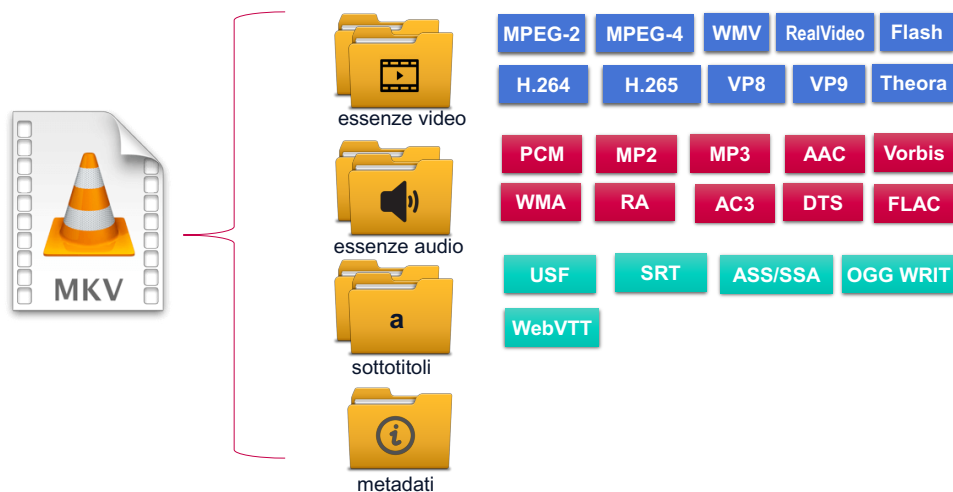 MPEG-2 MPEG-4 WMV RealVideo Flash
H.264 H.265 VP8 VP9 Theora
essenze video
PCM MP2 MP3 AAC Vorbis
WMA RA AC3 DTS FLAC
essenze audio
MKV
USF SRT ASS/SSA OGG WRIT
WebVTT
a
sottotitoli
i
metadati